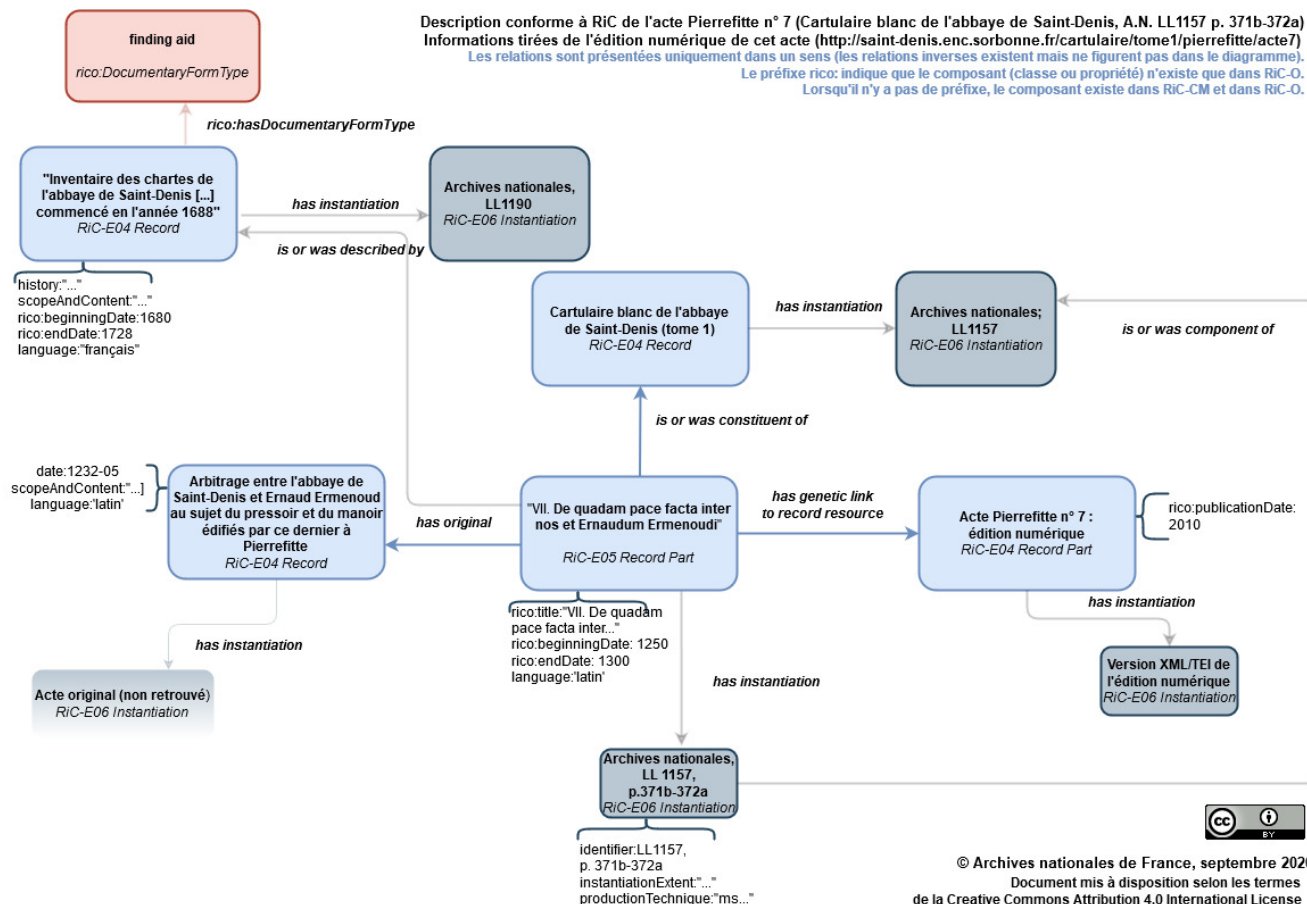 Description conforme à RiC de l'acte Pierrefitte n° 7 (Cartulaire blanc de l'abbaye de Saint-Denis, A.N. LL1157 p. 371b-372a)
Informations tirées de l'édition numérique de cet acte (http://saint-denis.enc.sorbonne.fr/cartulaire/tome1/pierrefitte/acte7)
Les relations sont présentées uniquement dans un sens (les relations inverses existent mais ne figurent pas dans le diagramme).
Le préfixe rico: indique que le composant (classe ou propriété) n'existe que dans RiC-O.
Lorsqu'il n'y a pas de préfixe, le composant existe dans RiC-CM et dans RiC-O.
finding aid
rico:DocumentaryFormType
rico:hasDocumentaryFormType
"Inventaire des chartes de
l'abbaye de Saint-Denis [...]
commencé en l'année 1688"
RiC-E04 Record
has instantiation
Archives nationales,
LL1190
RiC-E06 Instantiation
is or was described by
history:"..."
scopeAndContent:"..."
rico:beginningDate:1680
rico:endDate:1728
language:"français"
Cartulaire blanc de l'abbaye
de Saint-Denis (tome 1)
RiC-E04 Record
has instantiation
Archives nationales;
LL1157
RiC-E06 Instantiation
is or was component of
is or was constituent of
date:1232-05
scopeAndContent:"...]
language:'latin'
Arbitrage entre l'abbaye de
Saint-Denis et Ernaud Ermenoud
au sujet du pressoir et du manoir
édifiés par ce dernier à
Pierrefitte
RiC-E04 Record
has original
"VII. De quadam pace facta inter
nos et Ernaudum Ermenoudi"
RiC-E05 Record Part
has genetic link
to record resource
Acte Pierrefitte n° 7 :
édition numérique
RiC-E04 Record Part
rico:publicationDate:
2010
rico:title:"VII. De quadam
pace facta inter..."
rico:beginningDate: 1250
rico:endDate: 1300
language:'latin'
has instantiation
Acte original (non retrouvé)
RiC-E06 Instantiation
has instantiation
has instantiation
Version XML/TEI de
l'édition numérique
RiC-E06 Instantiation
Archives nationales,
LL 1157,
p.371b-372a
RiC-E06 Instantiation
identifier:LL1157,
p. 371b-372a
instantiationExtent:"..."
productionTechnique:"ms..."
cc
BY
© Archives nationales de France, septembre 2020
Document mis à disposition selon les termes
de la Creative Commons Attribution 4.0 International License